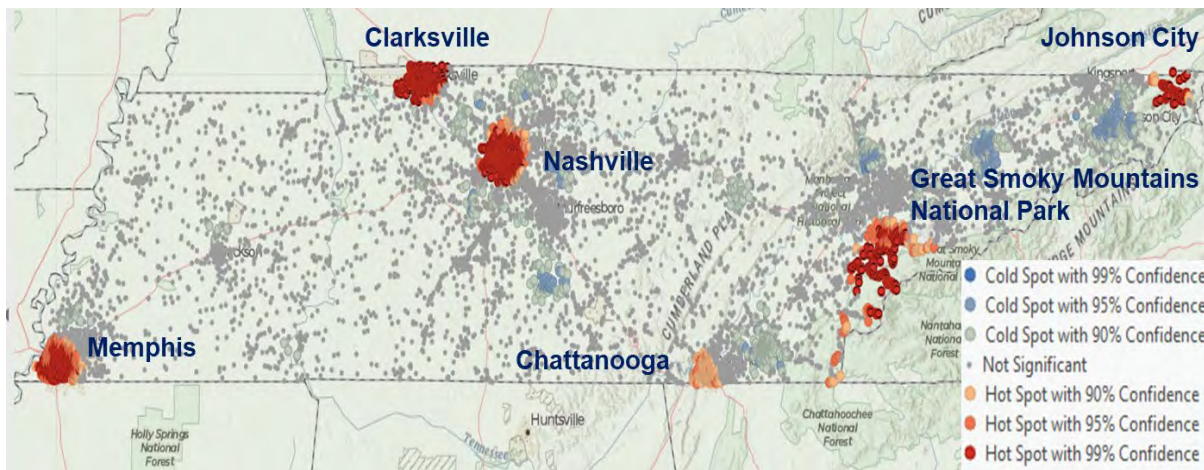 Clarksville
Johnson City
Kingsport
Nashville
Murfreesboro
Great Smoky Mountains
National Park
CUMBERLAND
Memphis
Chattanooga
Huntsville
Tennessee
Holly Springs
National
Forest
Chattahoochee
National
Forest
Cold Spot with 99% Confidence
Cold Spot with 95% Confidence
Cold Spot with 90% Confidence
Not Significant
Hot Spot with 90% Confidence
Hot Spot with 95% Confidence
Hot Spot with 99% Confidence